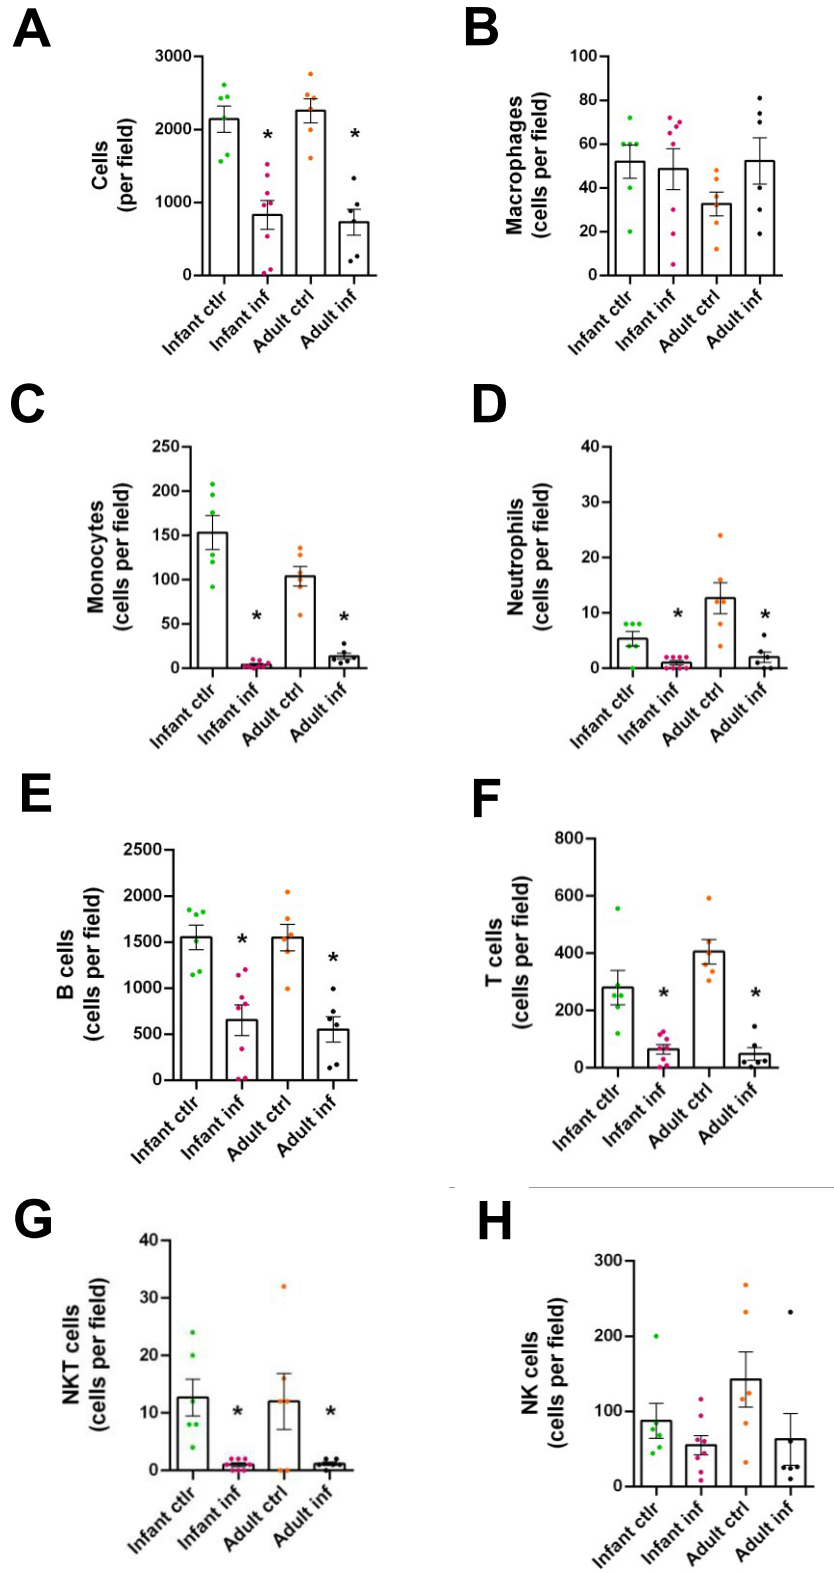 A
Cells
(per field)
3000
2000
1000
0
*
*
Infant ctlr
Infant inf
Adult ctrl
Adult inf
B
Macrophages
(cells per field)
100
80
60
40
20
0
Infant ctlr
Infant inf
Adult ctrl
Adult inf
C
Monocytes
(cells per field)
250
200
150
100
50
0
*
*
Infant ctlr
Infant inf
Adult ctrl
Adult inf
D
Neutrophils
(cells per field)
40
30
20
10
0
*
*
Infant ctlr
Infant inf
Adult ctrl
Adult inf
E
B cells
(cells per field)
2500
2000
1500
1000
500
0
*
*
Infant ctlr
Infant inf
Adult ctrl
Adult inf
F
T cells
(cells per field)
800
600
400
200
0
*
*
Infant ctlr
Infant inf
Adult ctrl
Adult inf
G
NKT cells
(cells per field)
40
30
20
10
0
*
*
Infant ctlr
Infant inf
Adult ctrl
Adult inf
H
NK cells
(cells per field)
300
200
100
0
Infant ctlr
Infant inf
Adult ctrl
Adult inf